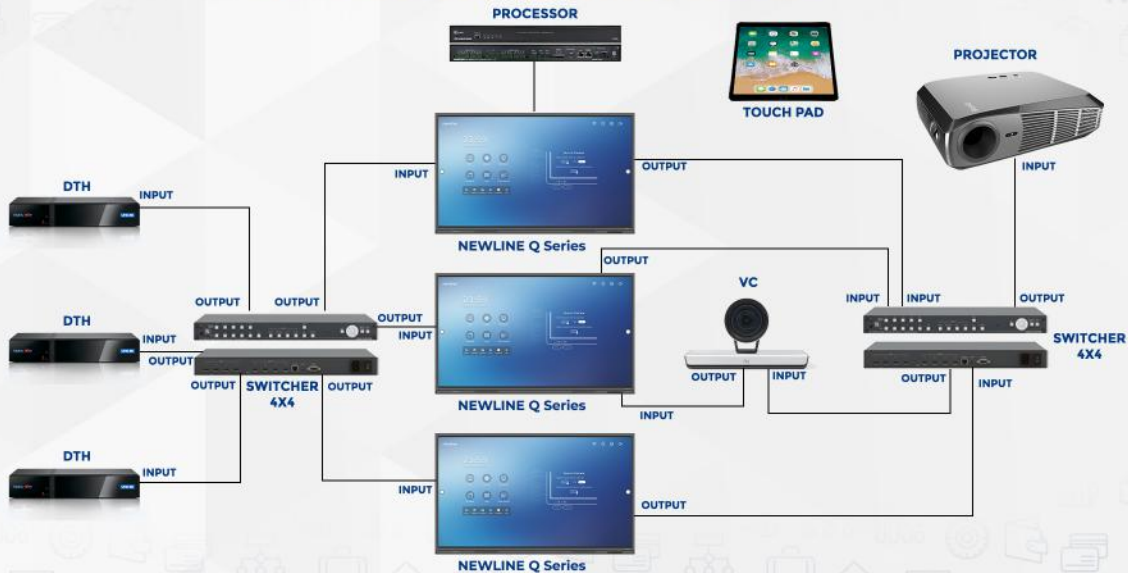 PROCESSOR
TOUCH PAD
PROJECTOR
INPUT
INPUT
OUTPUT
DTH
INPUT
NEWLINE Q Series
OUTPUT
VC
OUTPUT
OUTPUT
OUTPUT
INPUT
INPUT
INPUT
OUTPUT
DTH
INPUT
OUTPUT
SWITCHER
4X4
OUTPUT
SWITCHER
4X4
OUTPUT
OUTPUT
INPUT
OUTPUT
INPUT
NEWLINE Q Series
INPUT
DTH
INPUT
INPUT
OUTPUT
NEWLINE Q Series